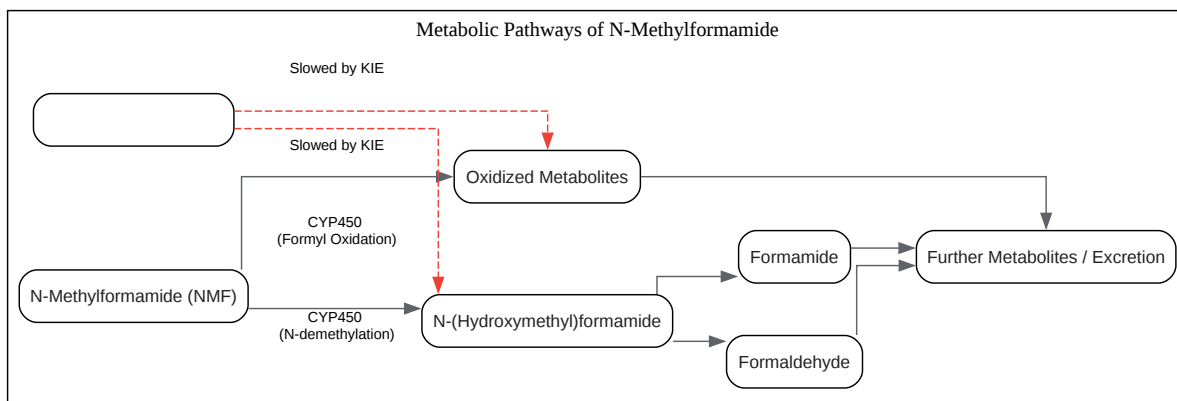 Metabolic Pathways of N-Methylformamide
Slowed by KIE
Slowed by KIE
Oxidized Metabolites
CYP450
(Formyl Oxidation)
Formamide
Further Metabolites / Excretion
N-Methylformamide (NMF)
CYP450
(N-demethylation)
N-(Hydroxymethyl)formamide
Formaldehyde